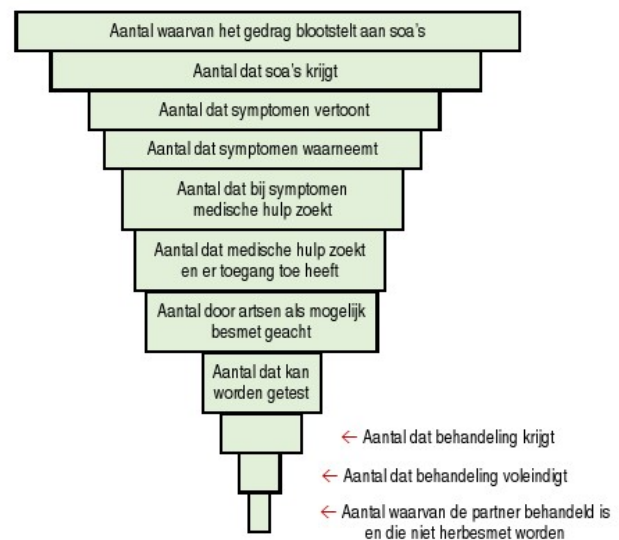 Aantal waarvan het gedrag blootstelt aan soa's
Aantal dat soa's krijgt
Aantal dat symptomen vertoont
Aantal dat symptomen waarneemt
Aantal dat bij symptomen
medische hulp zoekt
Aantal dat medische hulp zoekt
en er toegang toe heeft
Aantal door artsen als mogelijk
besmet geacht
Aantal dat kan
worden getest
← Aantal dat behandeling krijgt
← Aantal dat behandeling voleindigt
← Aantal waarvan de partner behandeld is
en die niet herbesmet worden